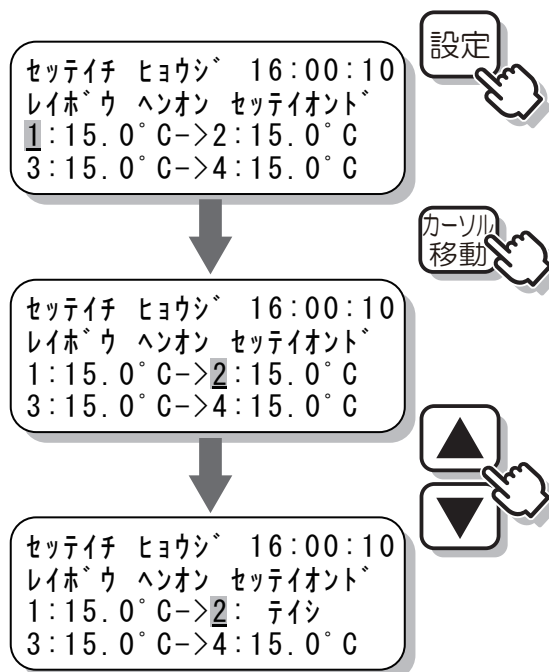 設定
セッテイチ ヒョウジ 16:00:10
レイボウ ヘンオン セッテイオンド
1:15.0°C->2:15.0°C
3:15.0°C->4:15.0°C
カーソル
移動
セッテイチ ヒョウジ 16:00:10
レイボウ ヘンオン セッテイオンド
1:15.0°C->2:15.0°C
3:15.0°C->4:15.0°C
▲
▼
セッテイチ ヒョウジ 16:00:10
レイボウ ヘンオン セッテイオンド
1:15.0°C->2: テイシ
3:15.0°C->4:15.0°C